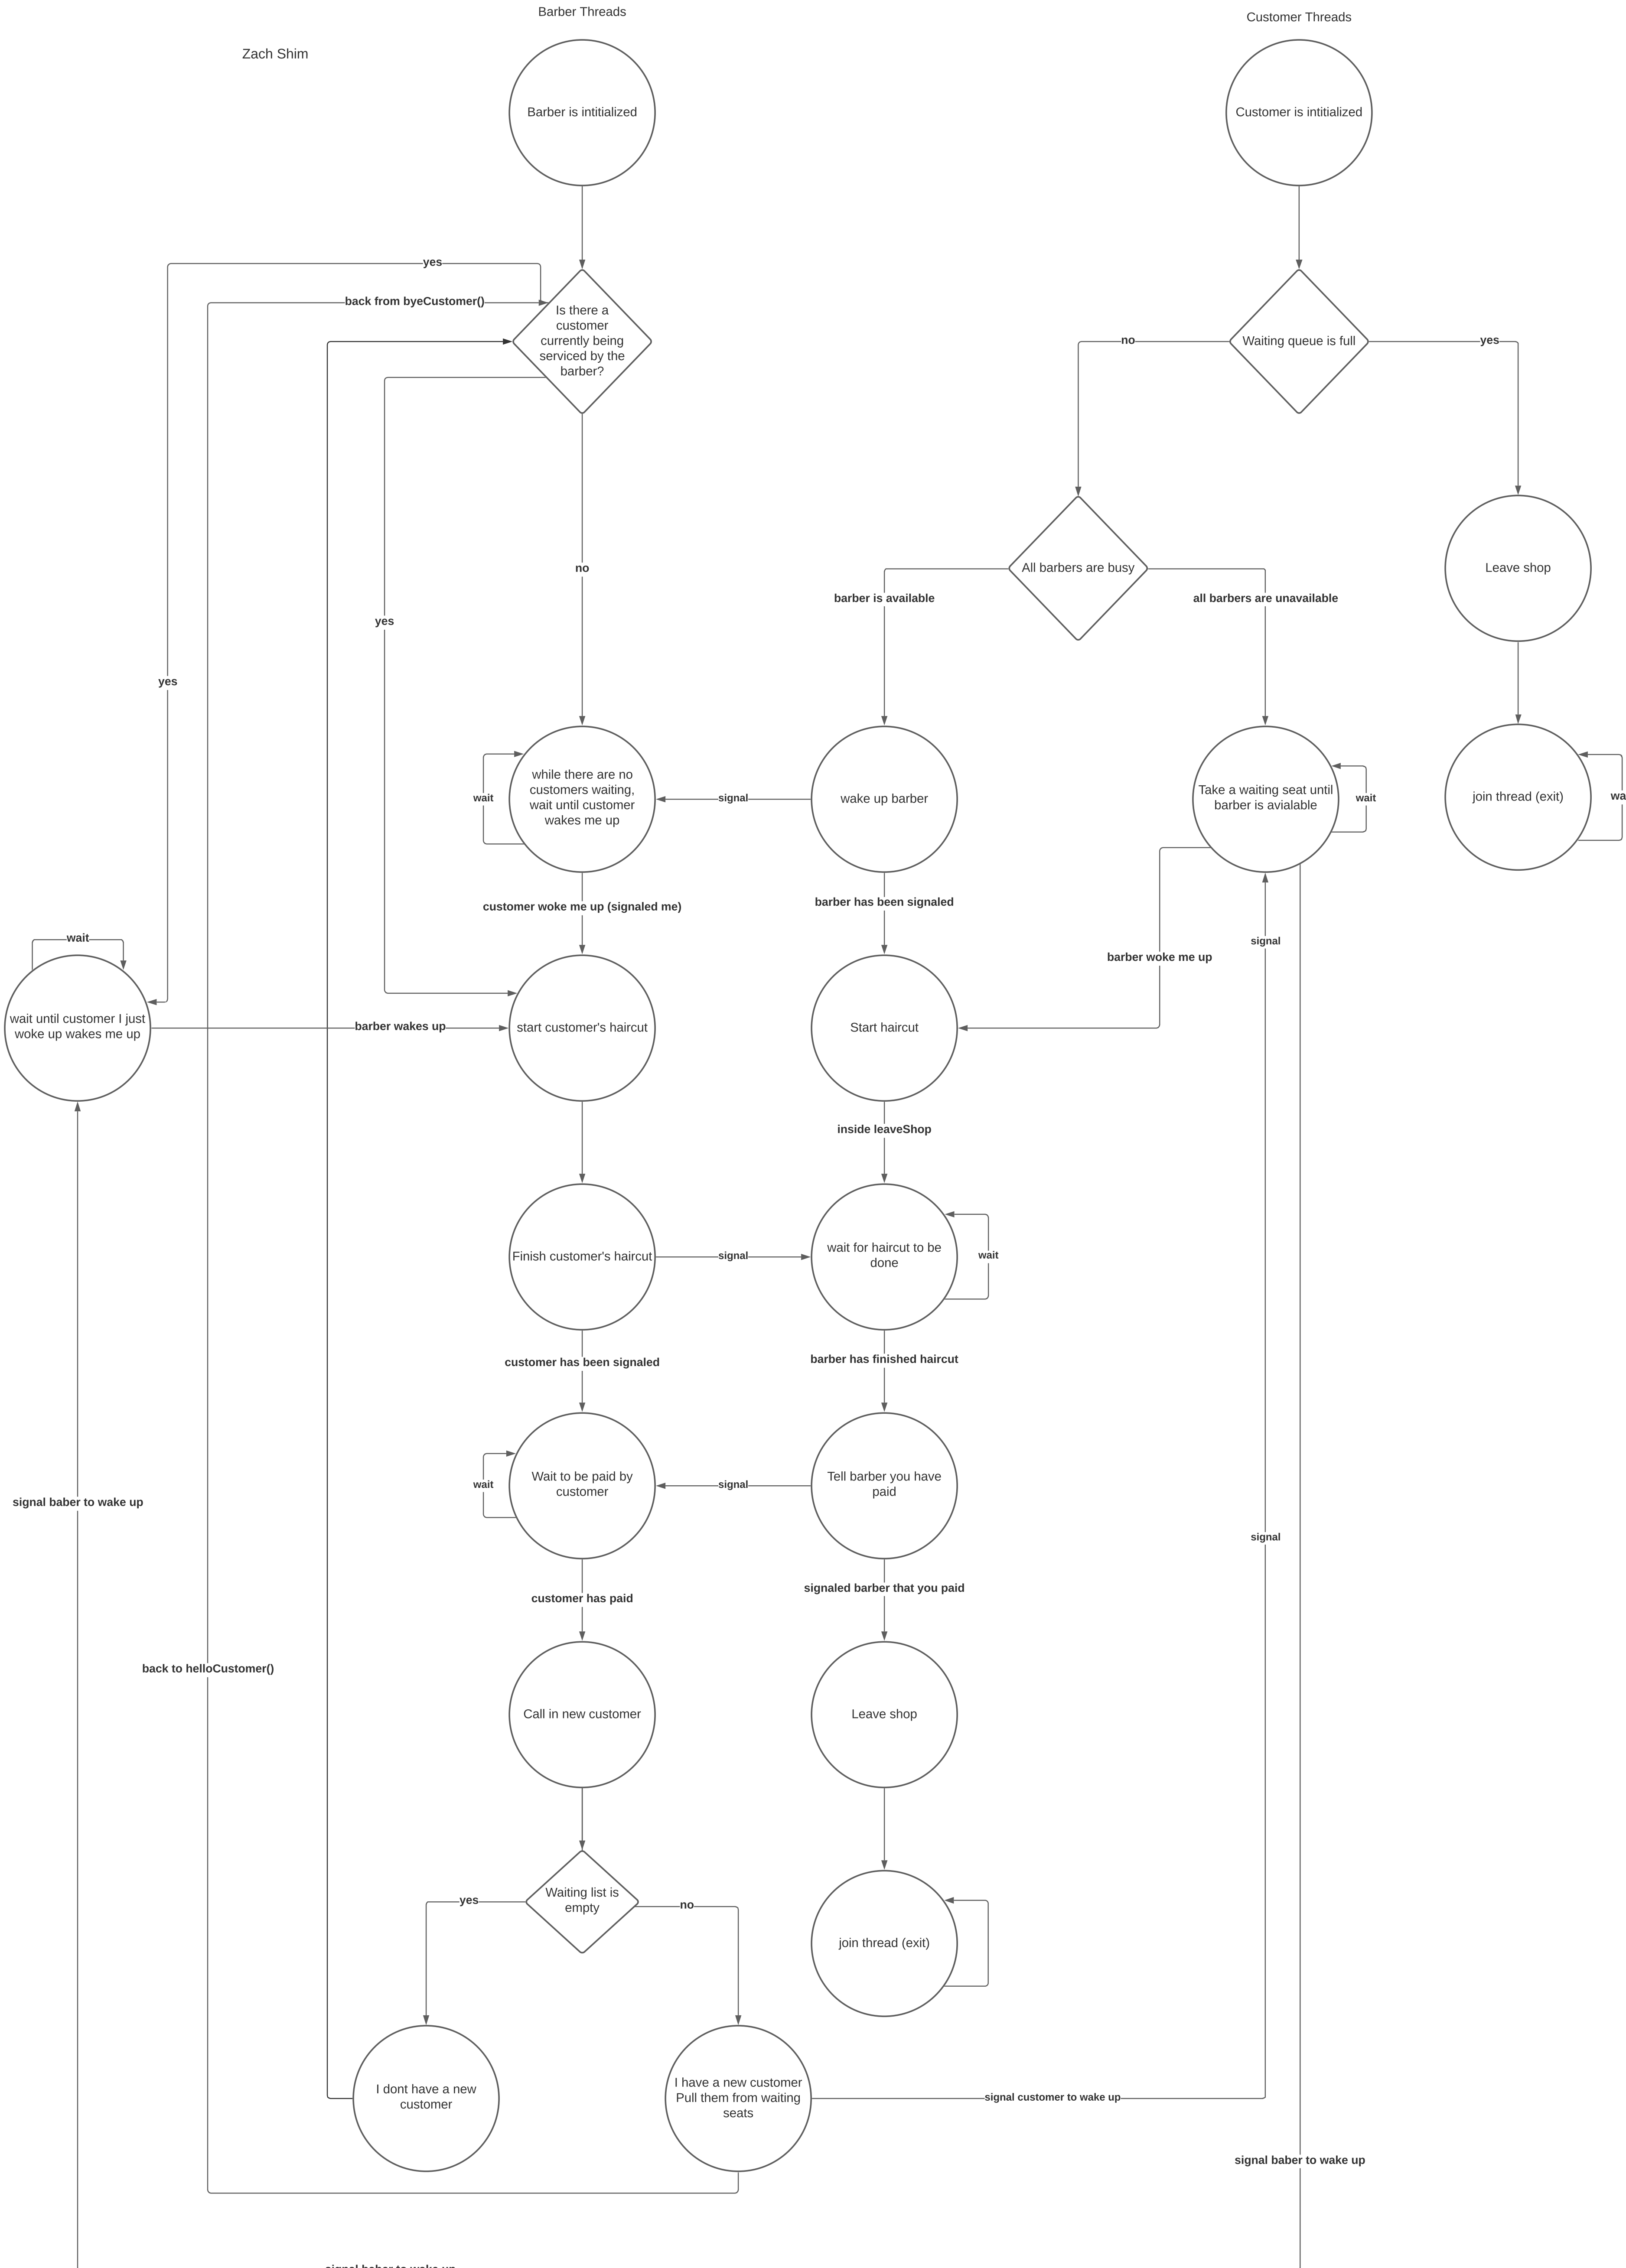 Barber Threads
Customer Threads
Zach Shim
Barber is intitialized
Customer is intitialized
yes
back from byeCustomer()
Is there a
customer
currently being
serviced by the
barber?
no
Waiting queue is full
yes
no
All barbers are busy
Leave shop
barber is available
all barbers are unavailable
yes
yes
while there are no
customers waiting,
wait until customer
wakes me up
wait
signal
wake up barber
Take a waiting seat until
barber is avialable
wait
join thread (exit)
customer woke me up (signaled me)
barber has been signaled
wait
signal
barber woke me up
wait until customer I just
woke up wakes me up
barber wakes up
start customer's haircut
Start haircut
inside leaveShop
Finish customer's haircut
signal
wait for haircut to be
done
wait
customer has been signaled
barber has finished haircut
Wait to be paid by
customer
wait
signal
Tell barber you have
paid
signal baber to wake up
signal
customer has paid
signaled barber that you paid
back to helloCustomer()
Call in new customer
Leave shop
Waiting list is
empty
yes
no
join thread (exit)
I dont have a new
customer
I have a new customer
Pull them from waiting
seats
signal customer to wake up
signal baber to wake up
signal baber to wake up